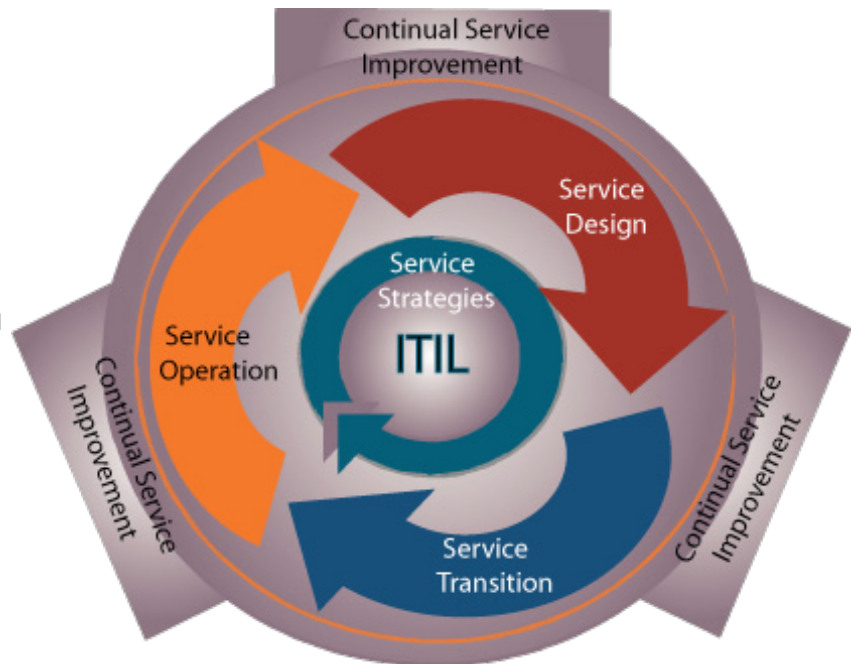 Continual Service
Improvement
Service
Design
Service
Strategies
ITIL
Service
Operation
Continual Service
Improvement
Continual Service
Improvement
Service
Transition